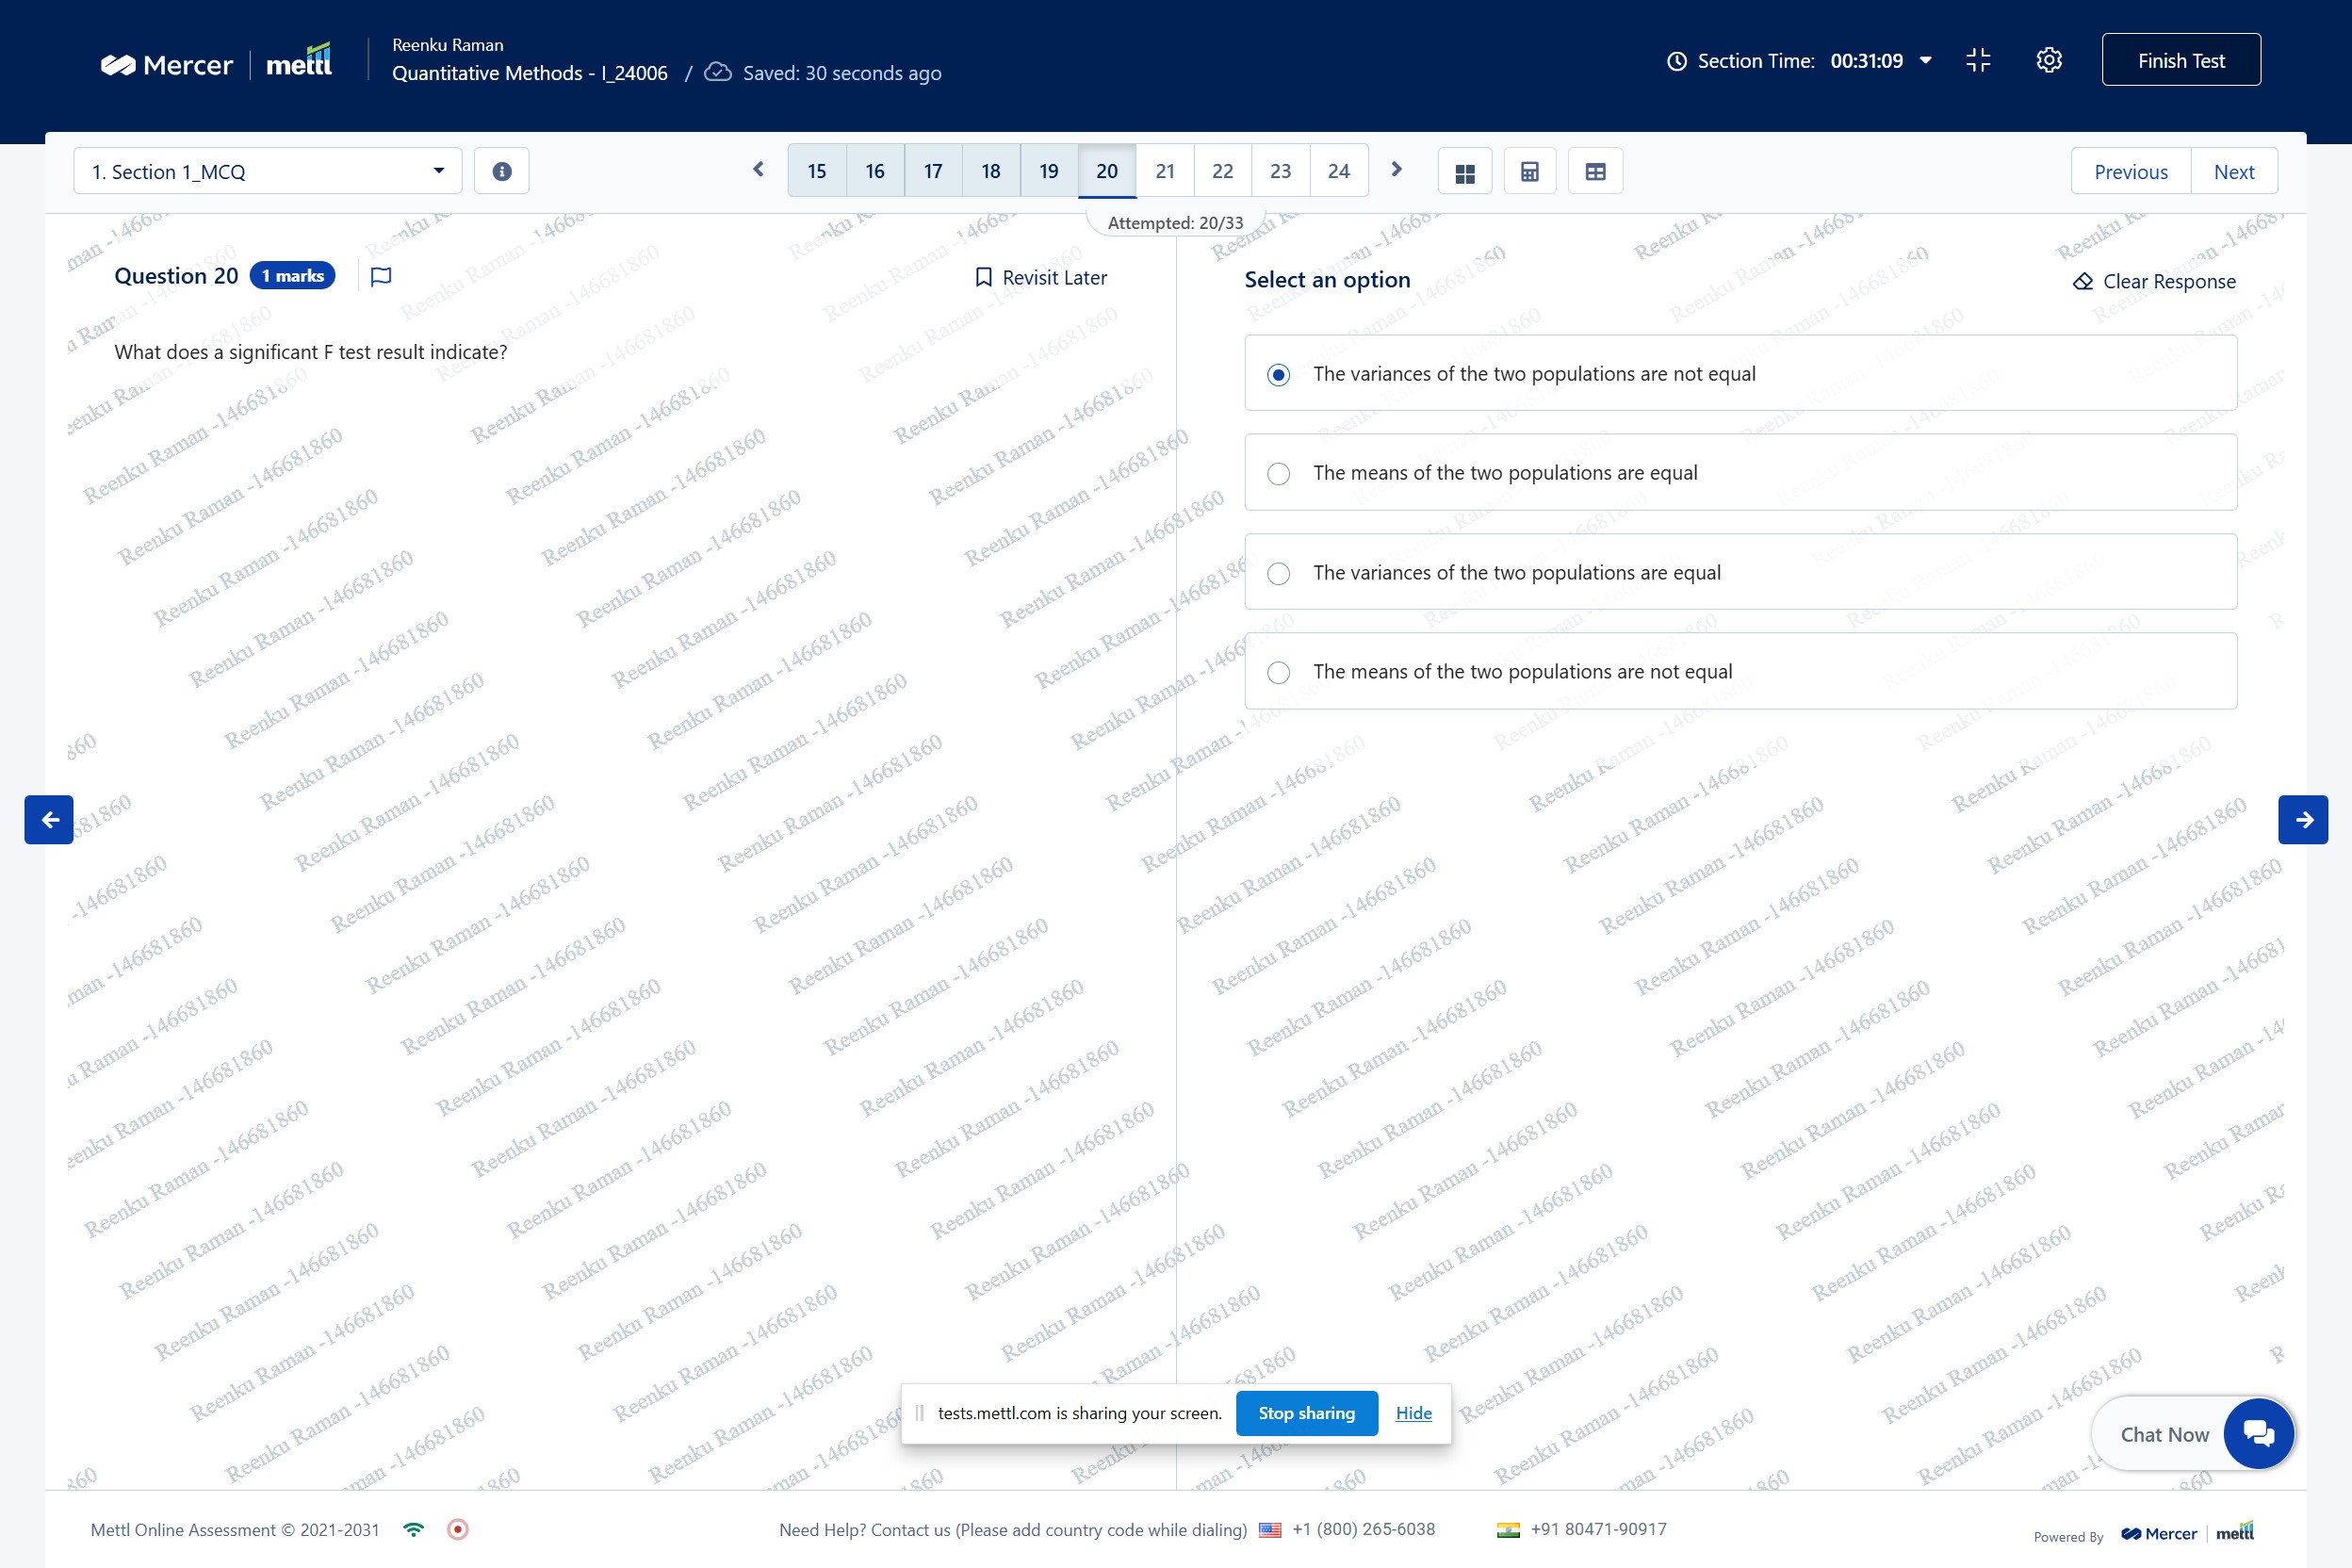 Mercer | mettl
Reenku Raman
Quantitative Methods - I_24006 / Saved: 30 seconds ago
Section Time: 00:31:09
Finish Test
1. Section 1_MCQ
15 16 17 18 19 20 21 22 23 24
Previous Next
Attempted: 20/33
Question 20 1 marks
Revisit Later
What does a significant F test result indicate?
Select an option
Clear Response
The variances of the two populations are not equal
The means of the two populations are equal
The variances of the two populations are equal
The means of the two populations are not equal
Reenku Raman -146681860
tests.mettl.com is sharing your screen. Stop sharing Hide
Chat Now
Mettl Online Assessment © 2021-2031
Need Help? Contact us (Please add country code while dialing) +1 (800) 265-6038 +91 80471-90917
Powered By Mercer | mettl